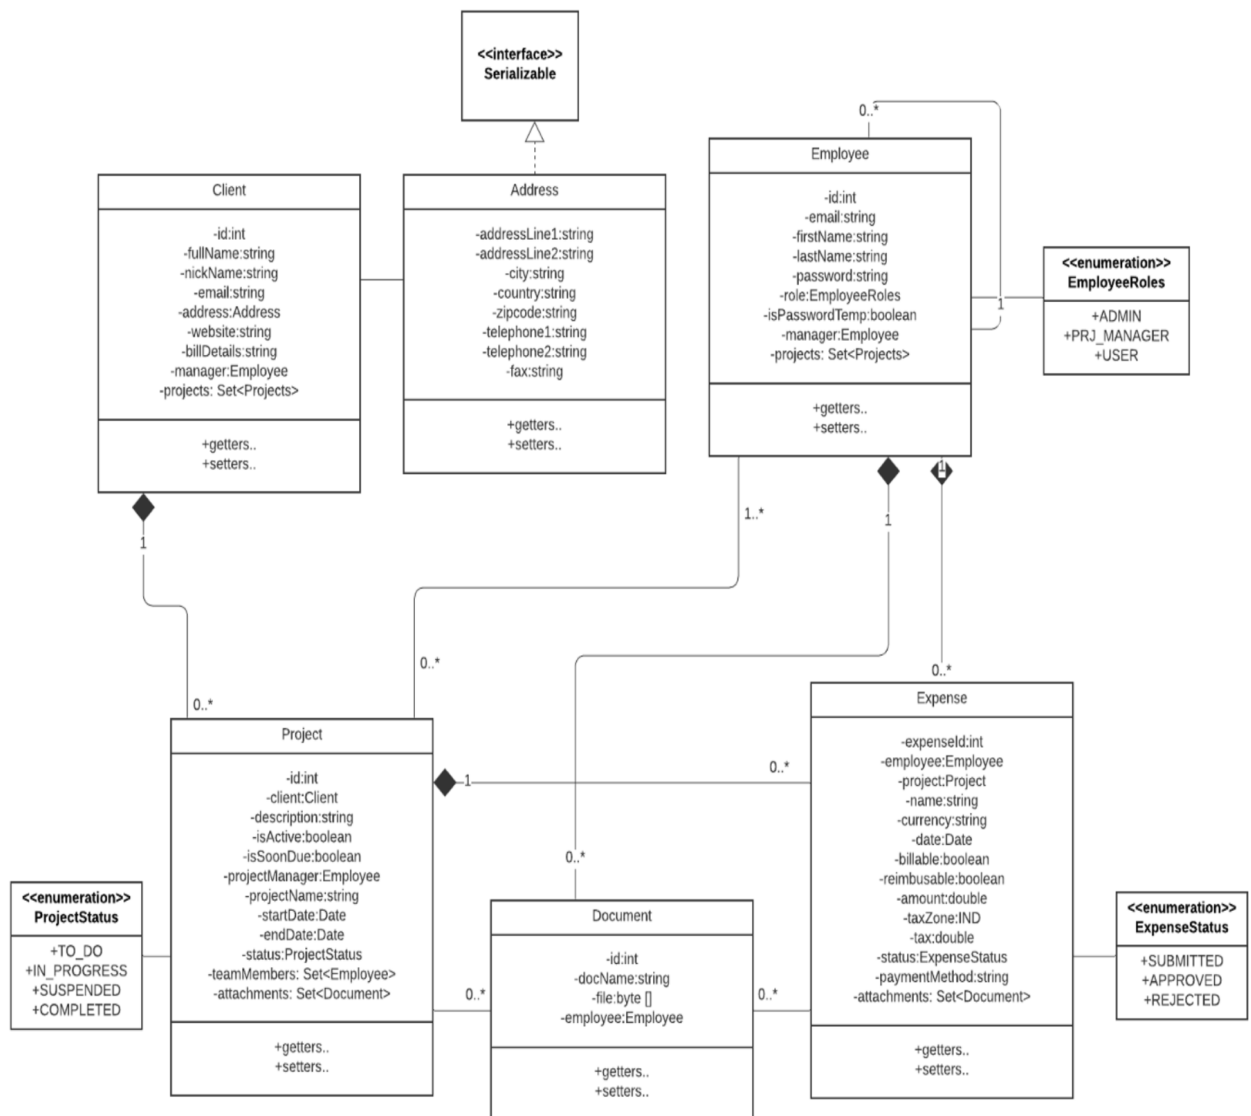 <<interface>>
Serializable
Client
-id:int
-fullName:string
-nickName:string
-email:string
-address:Address
-website:string
-billDetails:string
-manager:Employee
-projects: Set<Projects>
+getters..
+setters..
Address
-addressLine1:string
-addressLine2:string
-city:string
-country:string
-zipcode:string
-telephone1:string
-telephone2:string
-fax:string
+getters..
+setters..
0..*
Employee
-id:int
-email:string
-firstName:string
-lastName:string
-password:string
-role:EmployeeRoles
-isPasswordTemp:boolean
-manager:Employee
-projects: Set<Projects>
+getters..
+setters..
1
<<enumeration>>
EmployeeRoles
+ADMIN
+PRJ_MANAGER
+USER
1
1..*
1
1
0..*
0..*
0..*
Project
-id:int
-client:Client
-description:string
-isActive:boolean
-isSoonDue:boolean
-projectManager:Employee
-projectName:string
-startDate:Date
-endDate:Date
-status:ProjectStatus
-teamMembers: Set<Employee>
-attachments: Set<Document>
+getters..
+setters..
1
0..*
Expense
-expenseId:int
-employee:Employee
-project:Project
-name:string
-currency:string
-date:Date
-billable:boolean
-reimbusable:boolean
-amount:double
-taxZone:IND
-tax:double
-status:ExpenseStatus
-paymentMethod:string
-attachments: Set<Document>
+getters..
+setters..
<<enumeration>>
ProjectStatus
+TO_DO
+IN_PROGRESS
+SUSPENDED
+COMPLETED
0..*
Document
-id:int
-docName:string
-file:byte []
-employee:Employee
+getters..
+setters..
0..*
0..*
<<enumeration>>
ExpenseStatus
+SUBMITTED
+APPROVED
+REJECTED